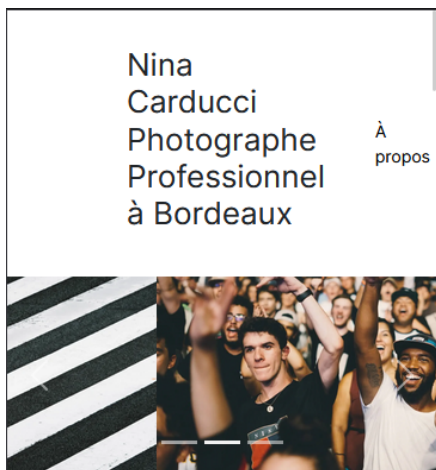 Nina
Carducci
Photographe
Professionnel
à Bordeaux
À
propos